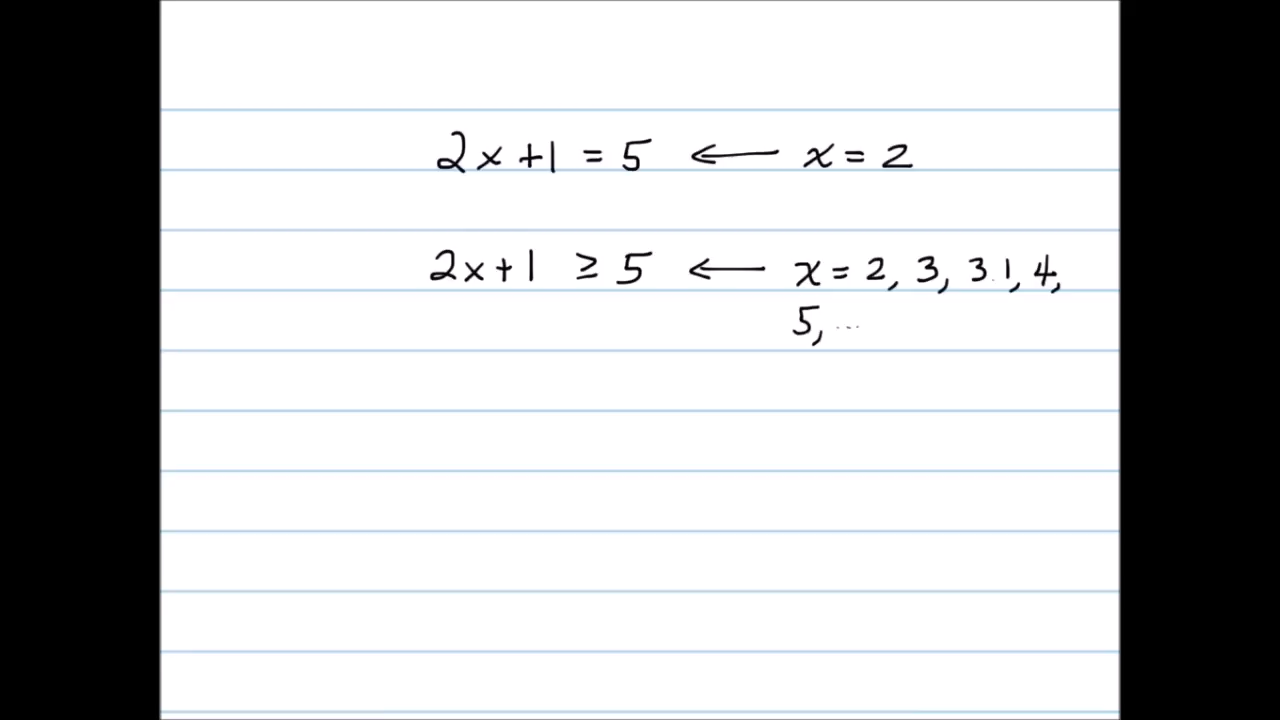 2x+1 = 5 ← x = 2
2x+1 ≥ 5 ← x = 2, 3, 3.1, 4,
5, ...